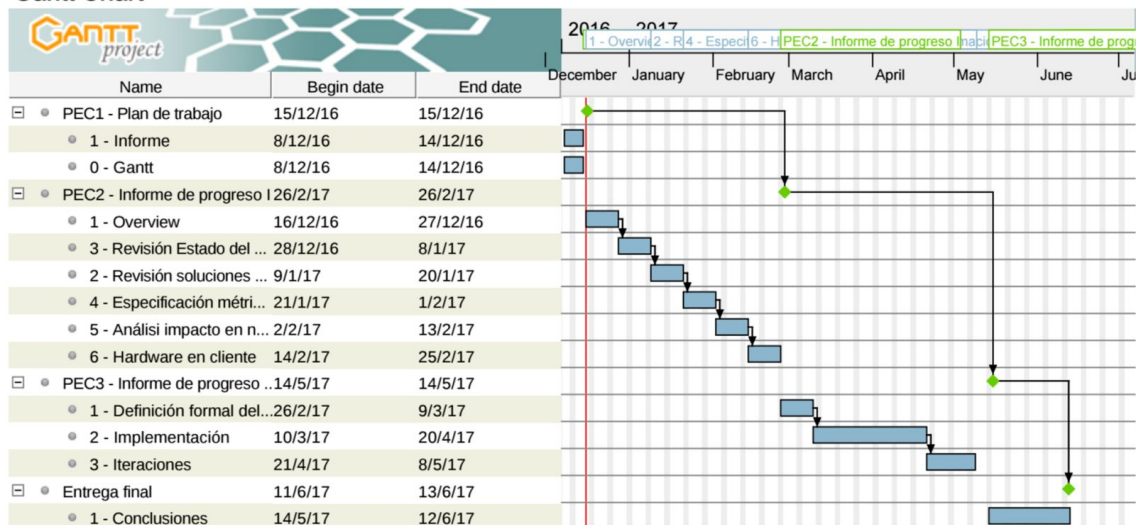 GANTT
project
2016 2017
1 - Overvi 2 - R 4 - Especif 6 - H PEC2 - Informe de progreso I naci PEC3 - Informe de prog
December January February March April May June Ju
Name Begin date End date
PEC1 - Plan de trabajo 15/12/16 15/12/16
1 - Informe 8/12/16 14/12/16
0 - Gantt 8/12/16 14/12/16
PEC2 - Informe de progreso I 26/2/17 26/2/17
1 - Overview 16/12/16 27/12/16
3 - Revisión Estado del ... 28/12/16 8/1/17
2 - Revisión soluciones ... 9/1/17 20/1/17
4 - Especificación métri... 21/1/17 1/2/17
5 - Análisi impacto en n... 2/2/17 13/2/17
6 - Hardware en cliente 14/2/17 25/2/17
PEC3 - Informe de progreso .. 14/5/17 14/5/17
1 - Definición formal del... 26/2/17 9/3/17
2 - Implementación 10/3/17 20/4/17
3 - Iteraciones 21/4/17 8/5/17
Entrega final 11/6/17 13/6/17
1 - Conclusiones 14/5/17 12/6/17